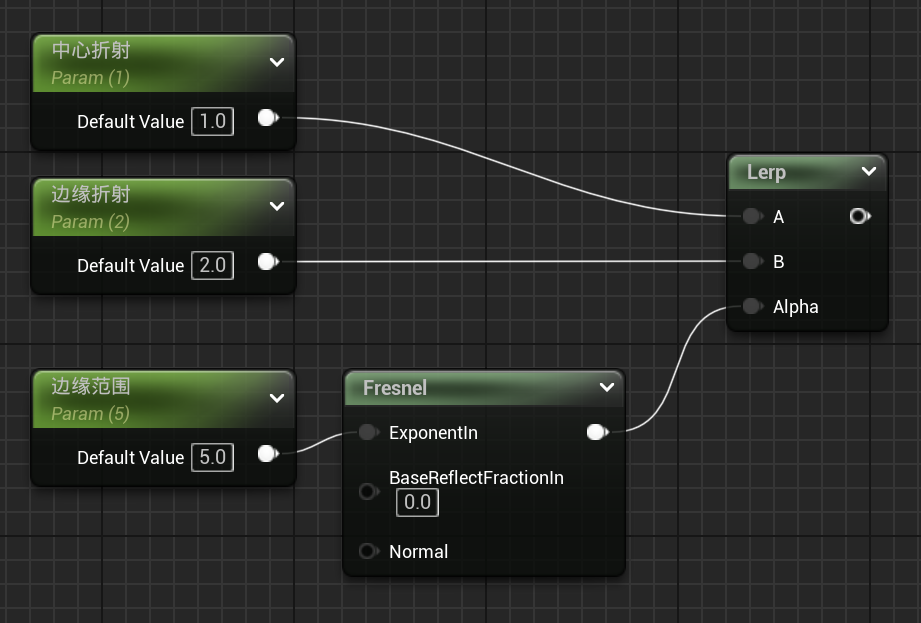 中心折射
Param (1)
Default Value 1.0
边缘折射
Param (2)
Default Value 2.0
边缘范围
Param (5)
Default Value 5.0
Fresnel
ExponentIn
BaseReflectFractionIn
0.0
Normal
Lerp
A
B
Alpha